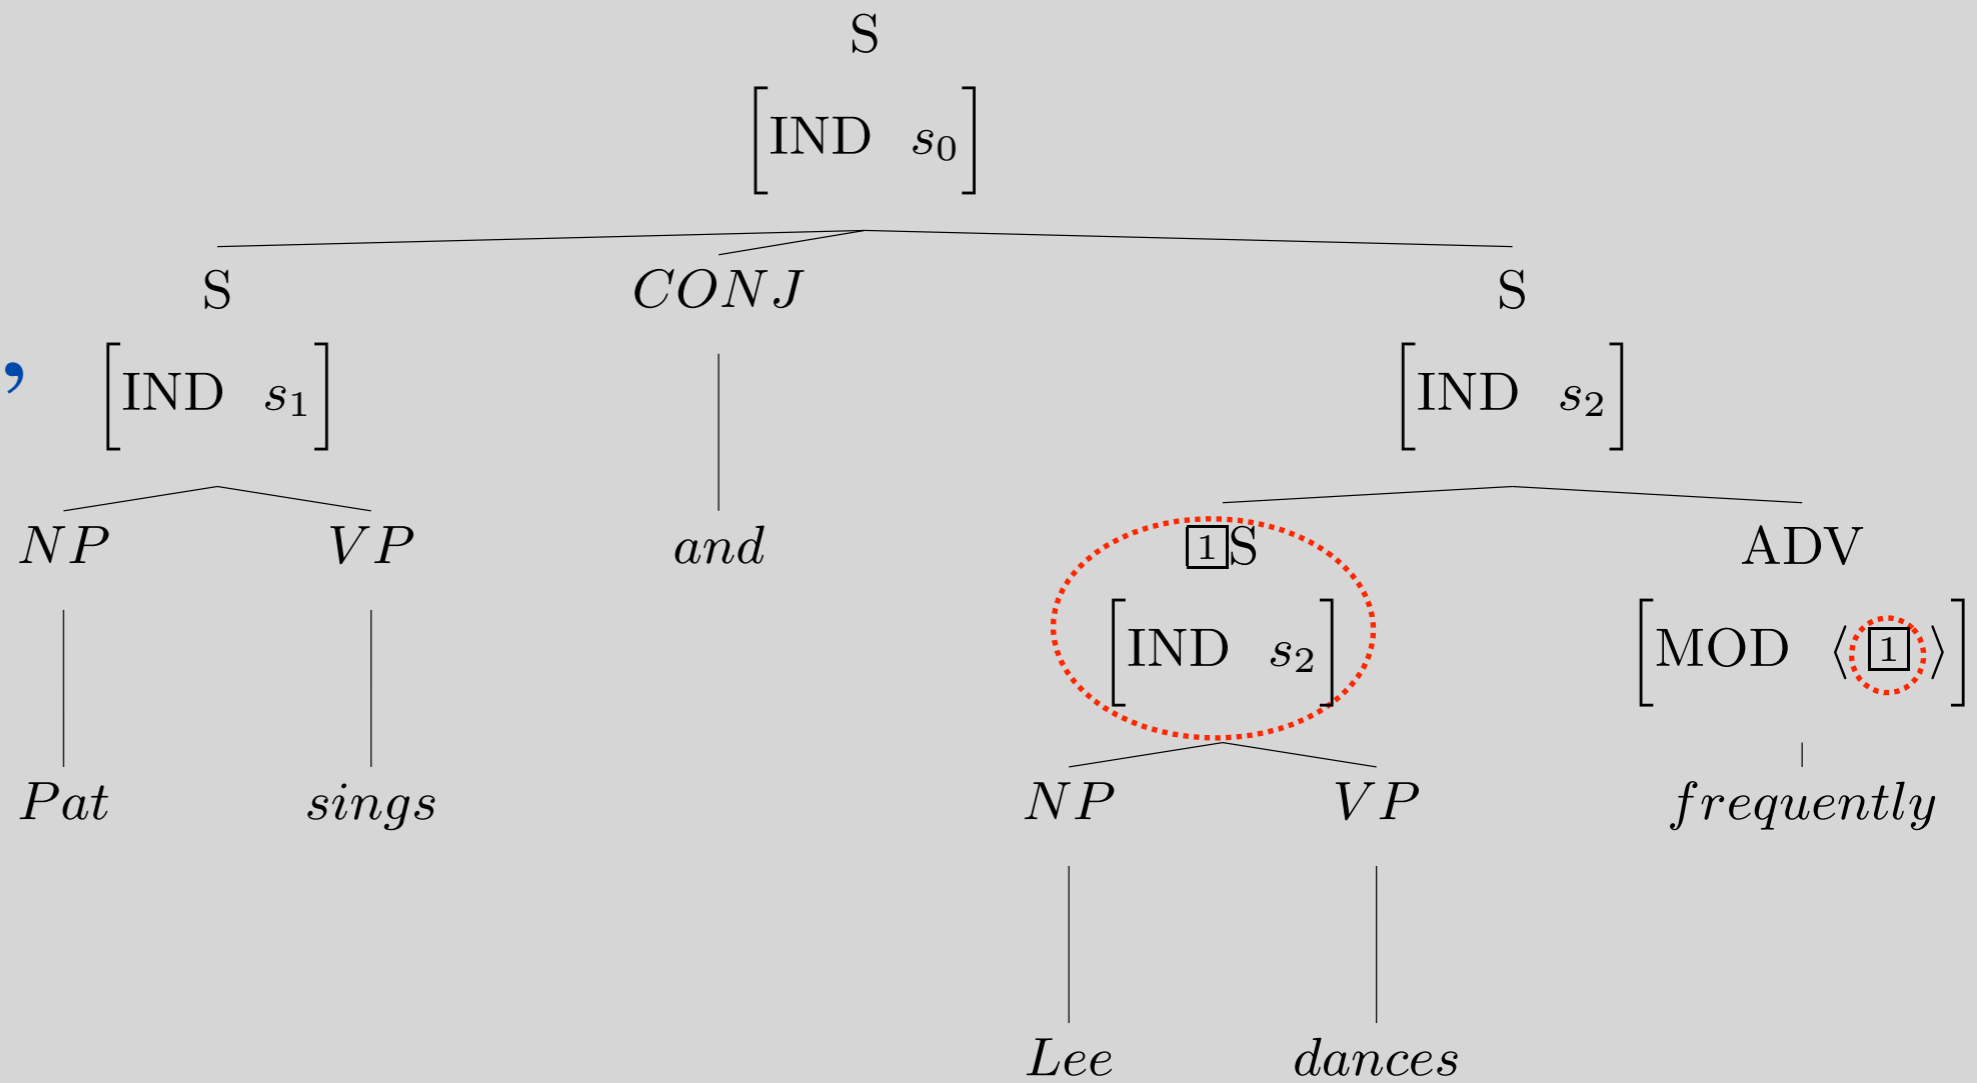 S
[IND s₀]
S CONJ S
, [IND s₁] [IND s₂]
NP VP and 1 S ADV
[IND s₂] [MOD ⟨ 1 ⟩]
Pat sings NP VP frequently
Lee dances